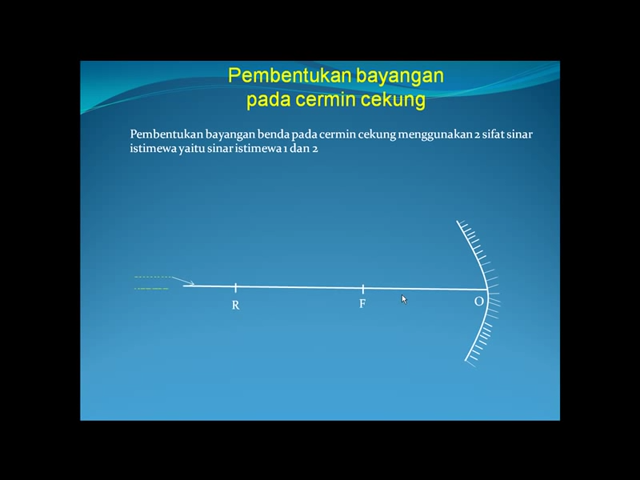 Pembentukan bayangan
pada cermin cekung
Pembentukan bayangan benda pada cermin cekung menggunakan 2 sifat sinar
istimewa yaitu sinar istimewa 1 dan 2
R
F
O